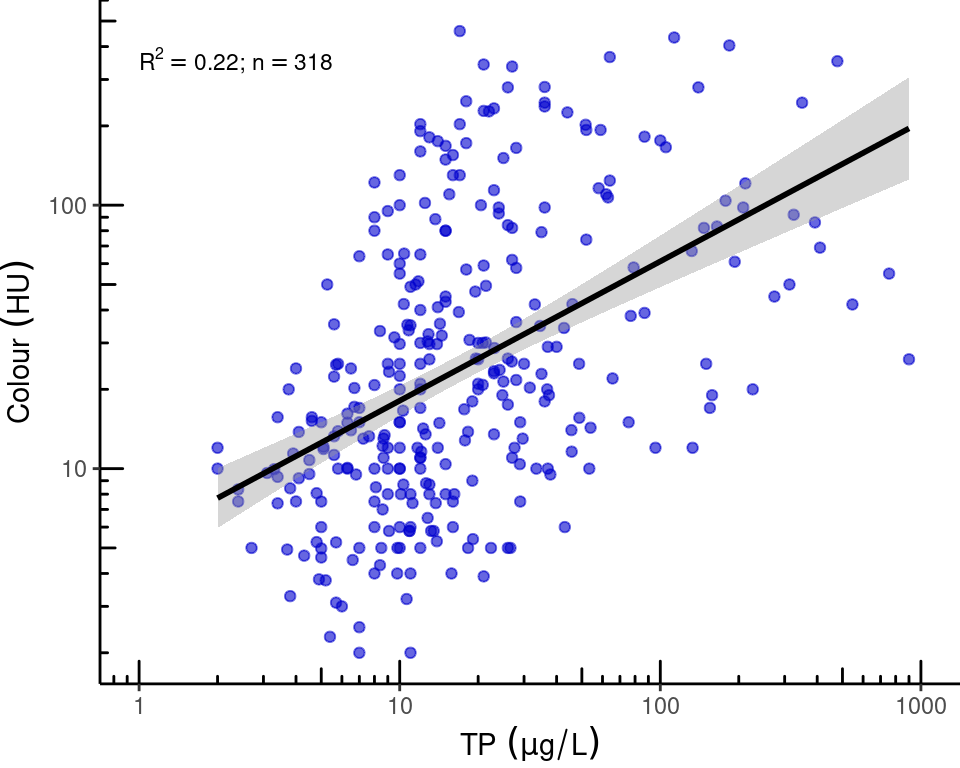 R² = 0.22; n = 318
Colour (HU)
100
10
1 10 100 1000
TP (µg/L)